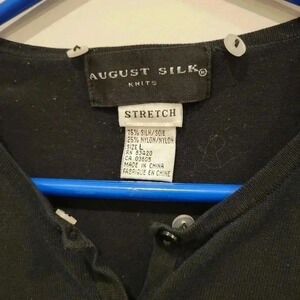 AUGUST SILK®
KNITS
STRETCH
75% SILK/SOIE
25% NYLON/NYLON
SIZE L
RN 83420
CA 03605
MADE IN CHINA
FABRIQUE EN CHINE